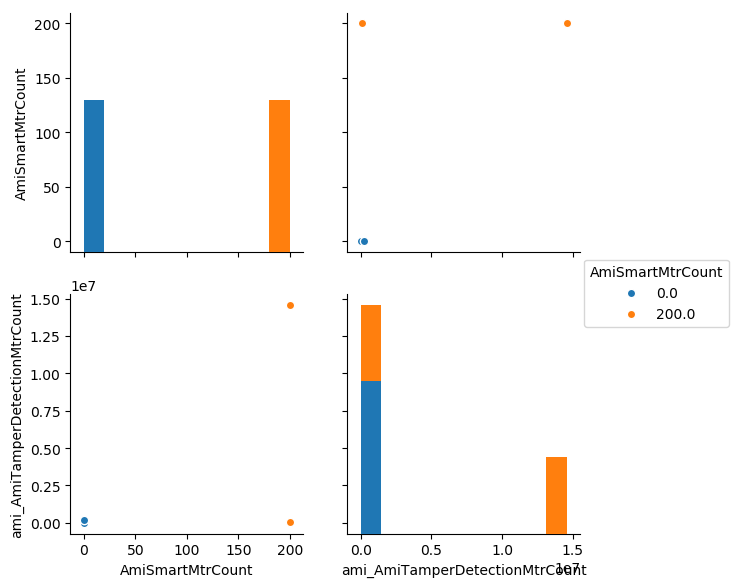 200
150
100
50
0
AmiSmartMtrCount
AmiSmartMtrCount
0.0
200.0
1e7
1.50
1.25
1.00
0.75
0.50
0.25
0.00
ami_AmiTamperDetectionMtrCount
0 50 100 150 200
AmiSmartMtrCount
0.0 0.5 1.0 1.5
ami_AmiTamperDetectionMtrCount
1e7